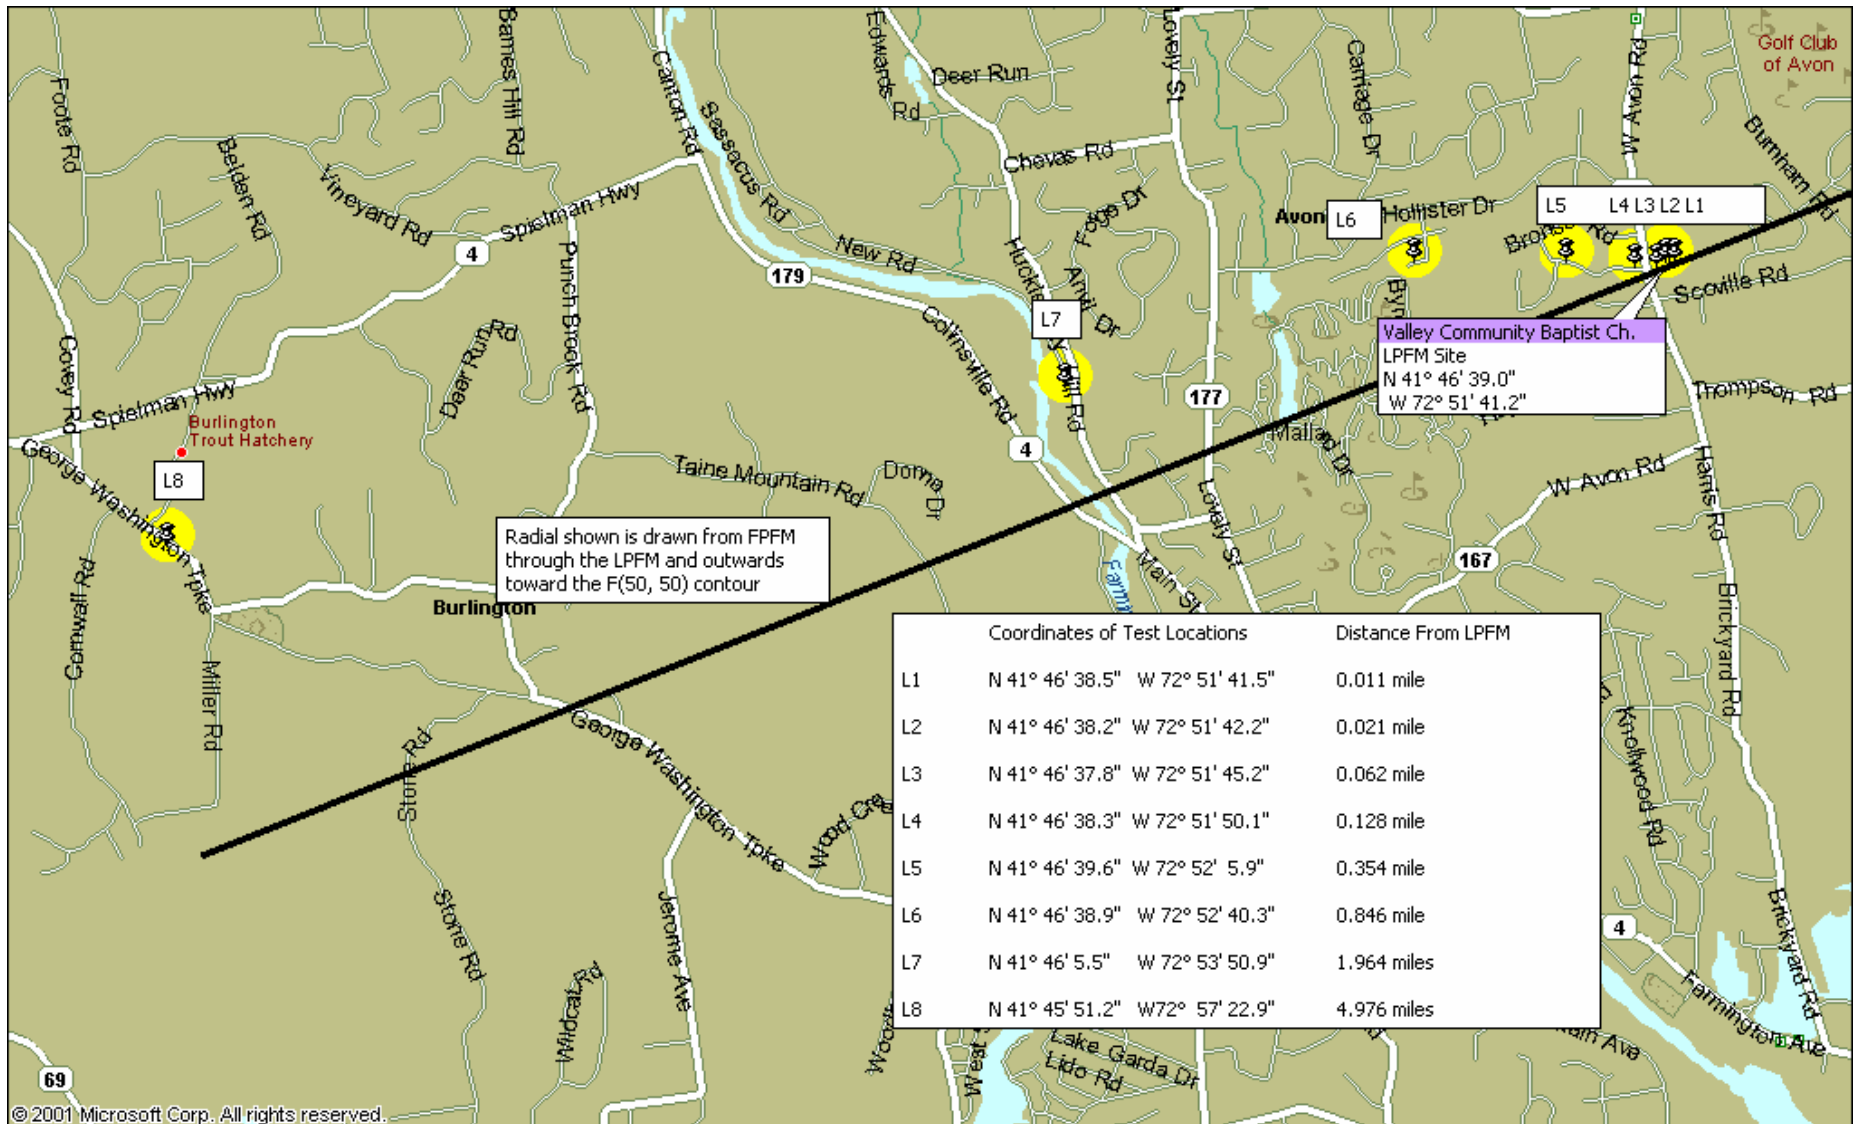 Golf Club
of Avon
Foote Rd
Barnes Hill Rd
Canton Rd
Edwards
Rd
Deer Run
Lovely St
Carriage Dr
W Avon Rd
Burnham Rd
Belden Rd
Vineyard Rd
Spielman Hwy
4
Sassacus Rd
New Rd
Chevas Rd
Fdge Dr
Anvil Dr
Avon
L6
Hollister Dr
L5 L4 L3 L2 L1
Rd
Scoville Rd
Punch Brook Rd
179
Collinsville Rd
L7
Hill Rd
177
Valley Community Baptist Ch.
LPFM Site
N 41° 46' 39.0"
W 72° 51' 41.2"
Thompson Rd
Covey Rd
Spielman Hwy
Deer Run Rd
Burlington
Trout Hatchery
L8
George Washington Tpke
Taine Mountain Rd
Dorna Dr
4
Mallard Dr
Lovely St
W Avon Rd
Harris Rd
167
Radial shown is drawn from FPFM
through the LPFM and outwards
toward the F(50, 50) contour
Burlington
Cornwall Rd
Miller Rd
Main St
Brickyard Rd
Coordinates of Test Locations Distance From LPFM
L1 N 41° 46' 38.5" W 72° 51' 41.5" 0.011 mile
L2 N 41° 46' 38.2" W 72° 51' 42.2" 0.021 mile
L3 N 41° 46' 37.8" W 72° 51' 45.2" 0.062 mile
L4 N 41° 46' 38.3" W 72° 51' 50.1" 0.128 mile
L5 N 41° 46' 39.6" W 72° 52' 5.9" 0.354 mile
L6 N 41° 46' 38.9" W 72° 52' 40.3" 0.846 mile
L7 N 41° 46' 5.5" W 72° 53' 50.9" 1.964 miles
L8 N 41° 45' 51.2" W72° 57' 22.9" 4.976 miles
Knollwood Rd
George Washington Tpke
Stone Rd
Stone Rd
Jerome Ave
Wildcat Rd
Brickyard Rd
4
Farmington Ave
Lake Garda Dr
Lido Rd
West
69
© 2001 Microsoft Corp. All rights reserved.